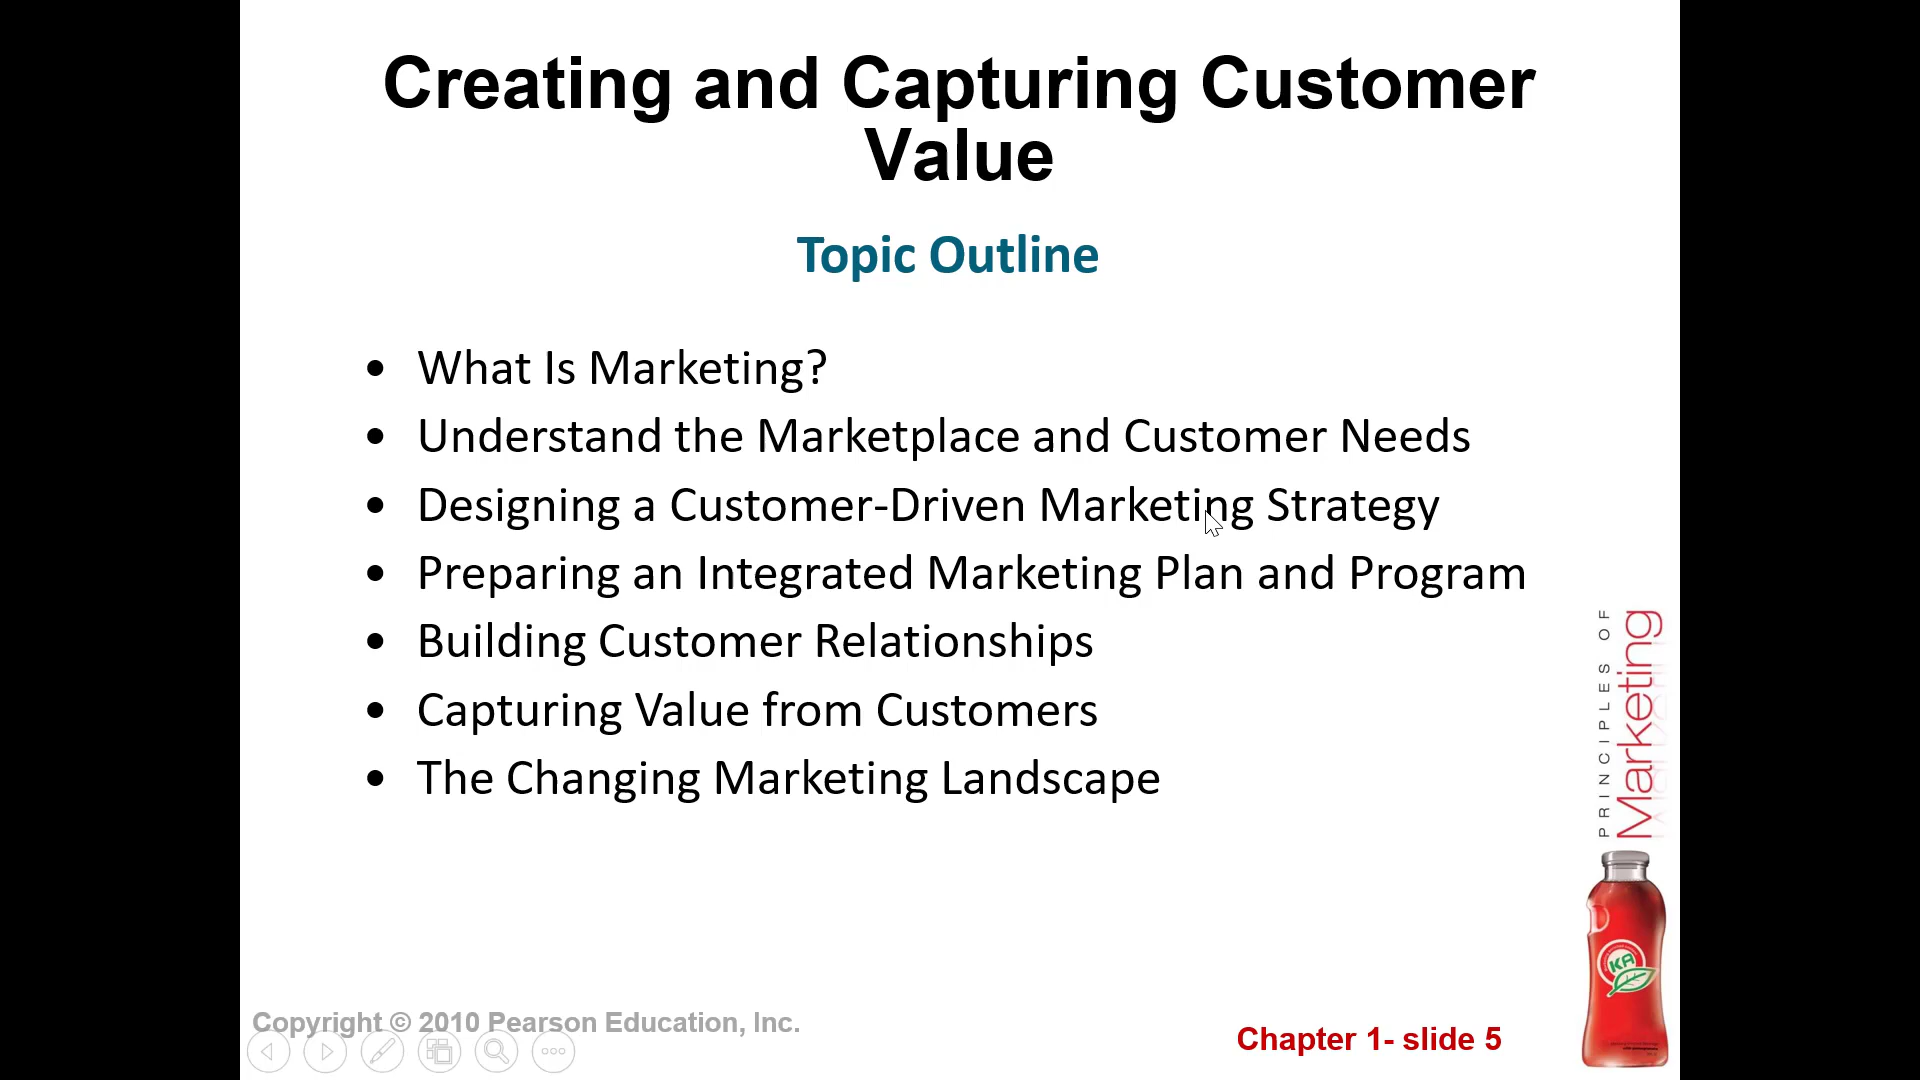 Creating and Capturing Customer
Value
Topic Outline
• What Is Marketing?
• Understand the Marketplace and Customer Needs
• Designing a Customer-Driven Marketing Strategy
• Preparing an Integrated Marketing Plan and Program
• Building Customer Relationships
• Capturing Value from Customers
• The Changing Marketing Landscape
PRINCIPLES OF
Marketing
KA
Copyright © 2010 Pearson Education, Inc.
Chapter 1- slide 5